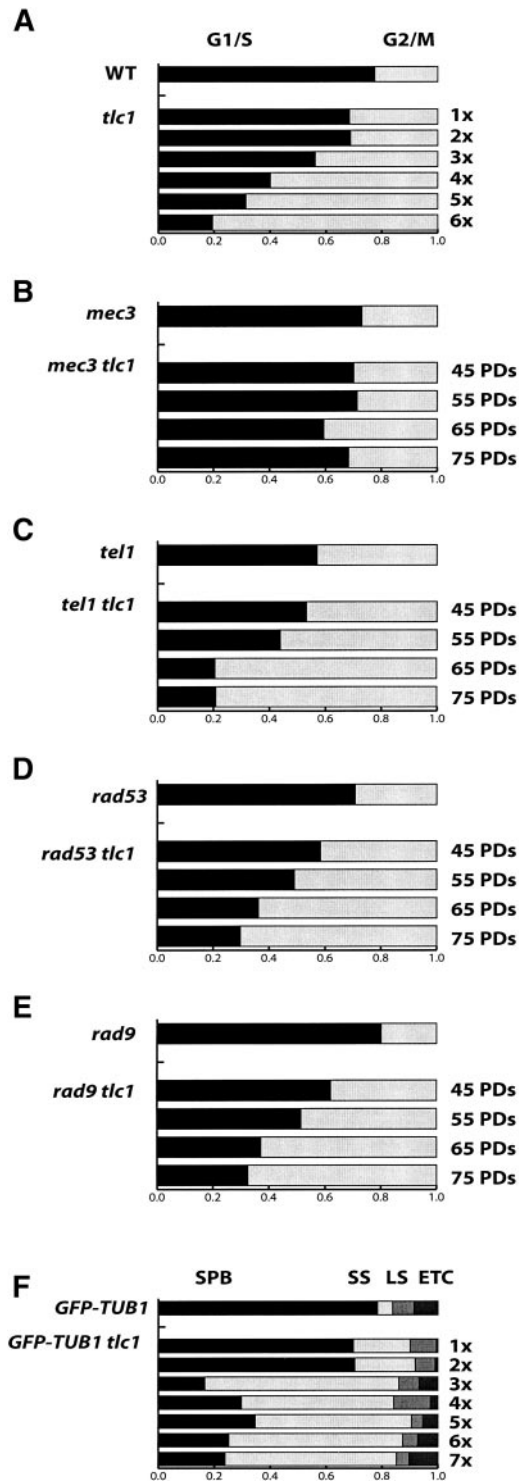 A
G1/S G2/M
WT
tlc1 1x
2x
3x
4x
5x
6x
0.0 0.2 0.4 0.6 0.8 1.0
B
mec3
mec3 tlc1 45 PDs
55 PDs
65 PDs
75 PDs
0.0 0.2 0.4 0.6 0.8 1.0
C
tel1
tel1 tlc1 45 PDs
55 PDs
65 PDs
75 PDs
0.0 0.2 0.4 0.6 0.8 1.0
D
rad53
rad53 tlc1 45 PDs
55 PDs
65 PDs
75 PDs
0.0 0.2 0.4 0.6 0.8 1.0
E
rad9
rad9 tlc1 45 PDs
55 PDs
65 PDs
75 PDs
0.0 0.2 0.4 0.6 0.8 1.0
F
SPB SS LS ETC
GFP-TUB1
GFP-TUB1 tlc1 1x
2x
3x
4x
5x
6x
7x
0.0 0.2 0.4 0.6 0.8 1.0